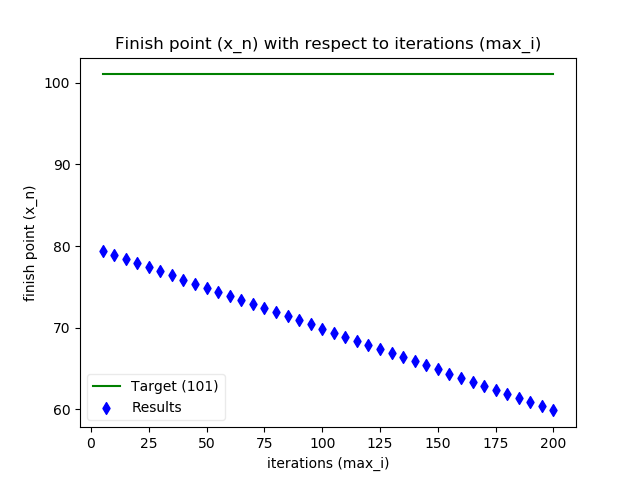 Finish point (x_n) with respect to iterations (max_i)
100
90
80
70
60
finish point (x_n)
Target (101)
Results
0 25 50 75 100 125 150 175 200
iterations (max_i)